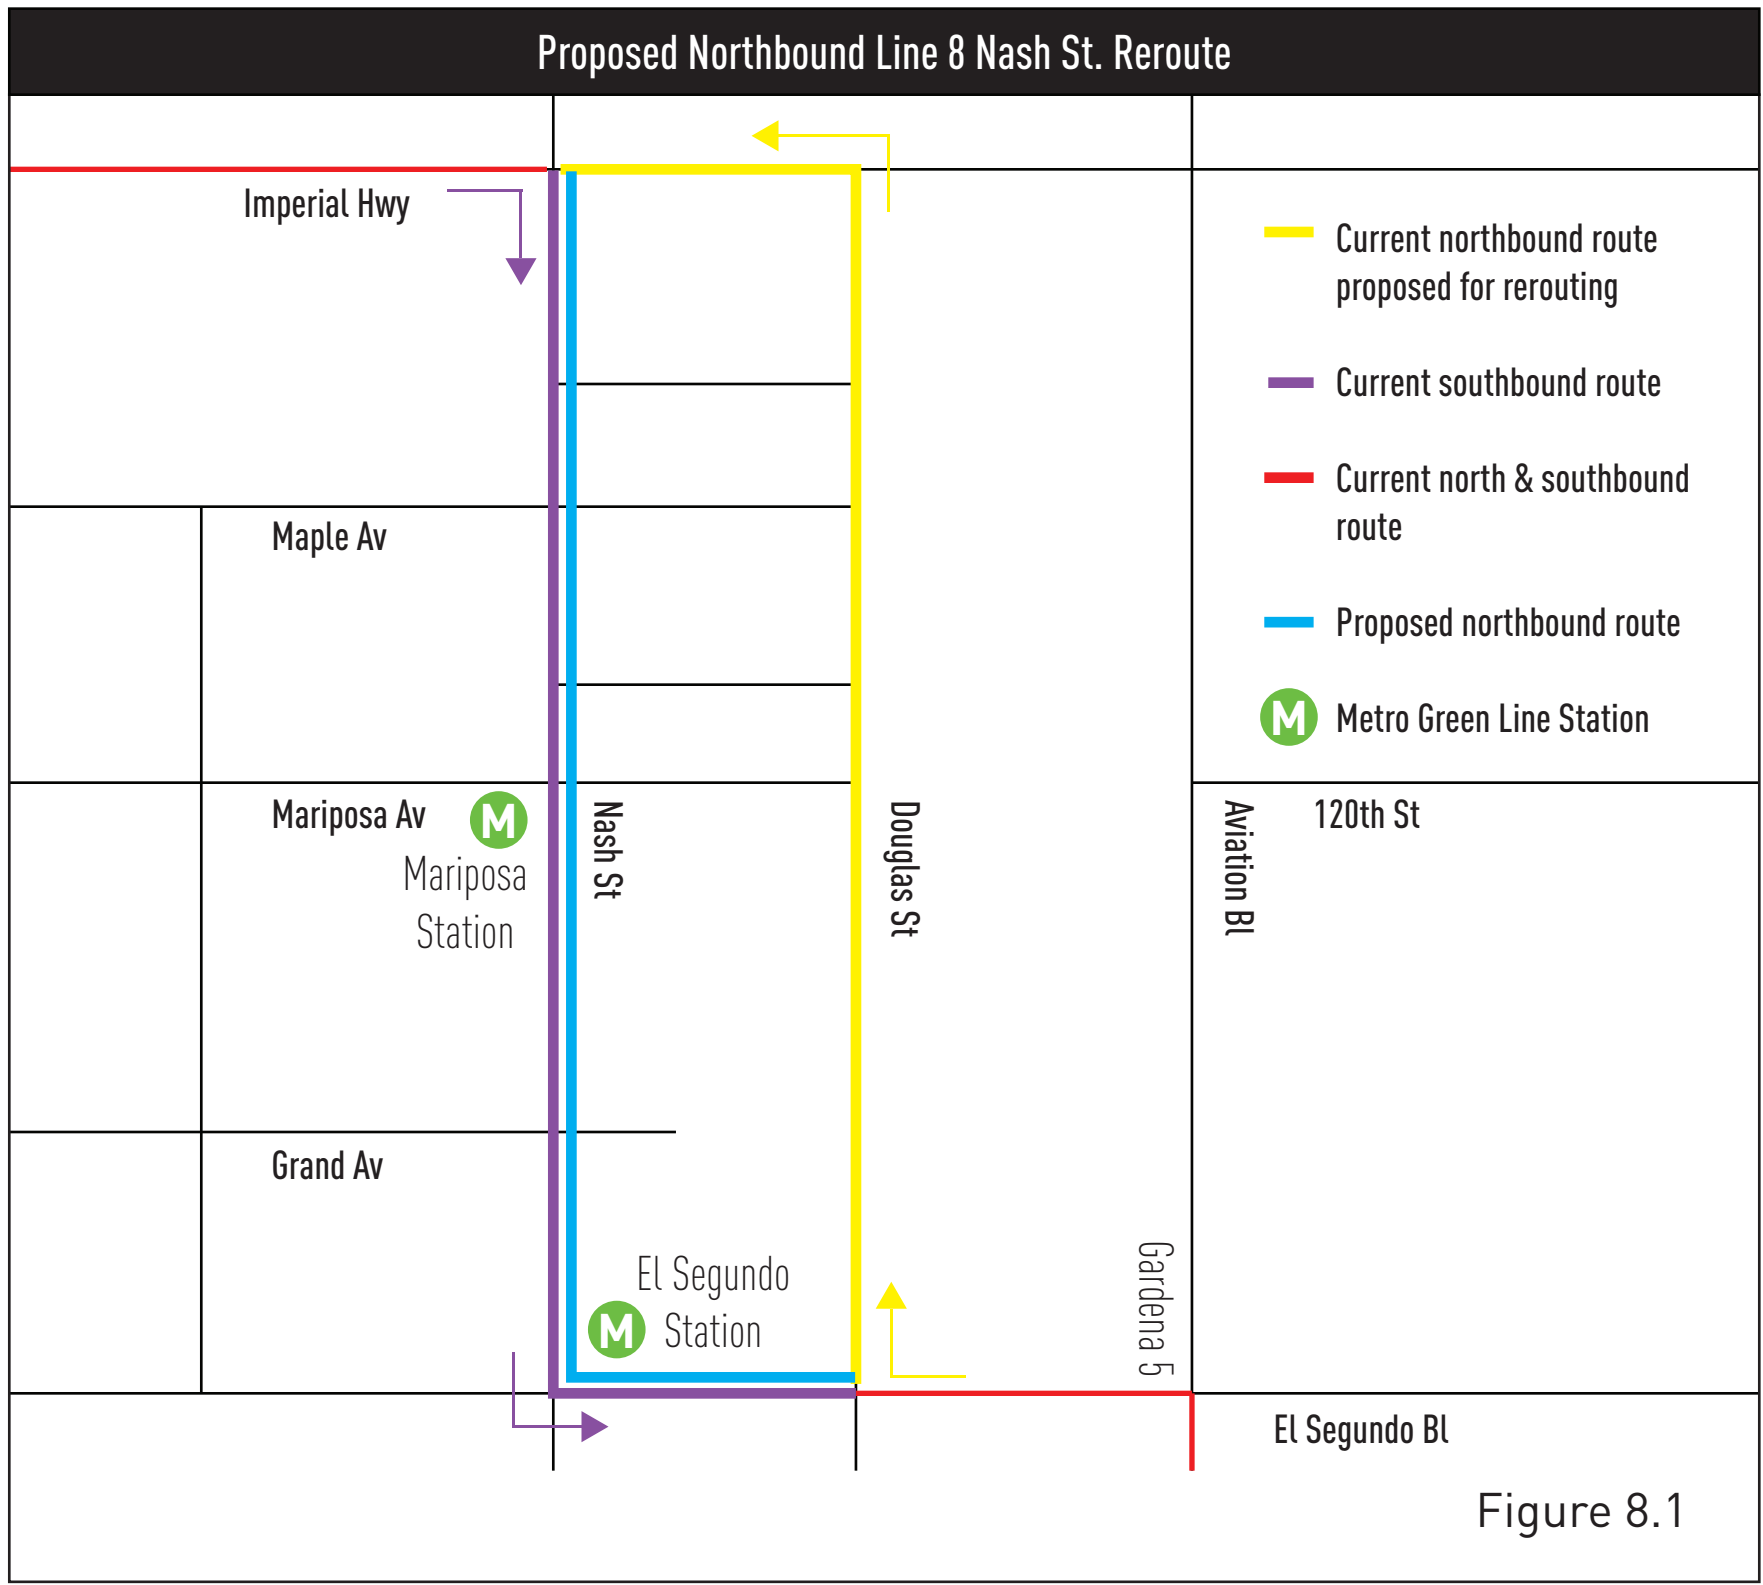 Proposed Northbound Line 8 Nash St. Reroute
Imperial Hwy
Current northbound route
proposed for rerouting
Current southbound route
Current north & southbound
route
Maple Av
Proposed northbound route
M Metro Green Line Station
Mariposa Av
M
Mariposa
Station
Nash St
Douglas St
Aviation Bl
120th St
Grand Av
El Segundo
M Station
Gardena 5
El Segundo Bl
Figure 8.1